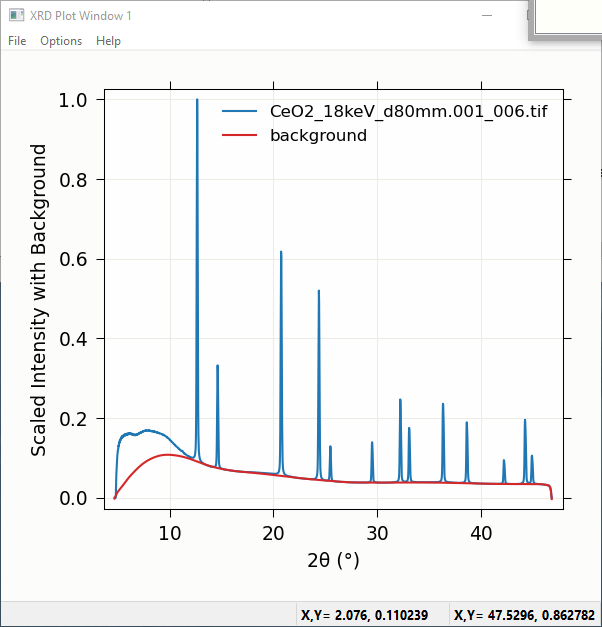 XRD Plot Window 1
File Options Help
CeO2_18keV_d80mm.001_006.tif
background
1.0
0.8
0.6
0.4
0.2
0.0
Scaled Intensity with Background
10 20 30 40
2θ (°)
X,Y= 2.076, 0.110239 X,Y= 47.5296, 0.862782